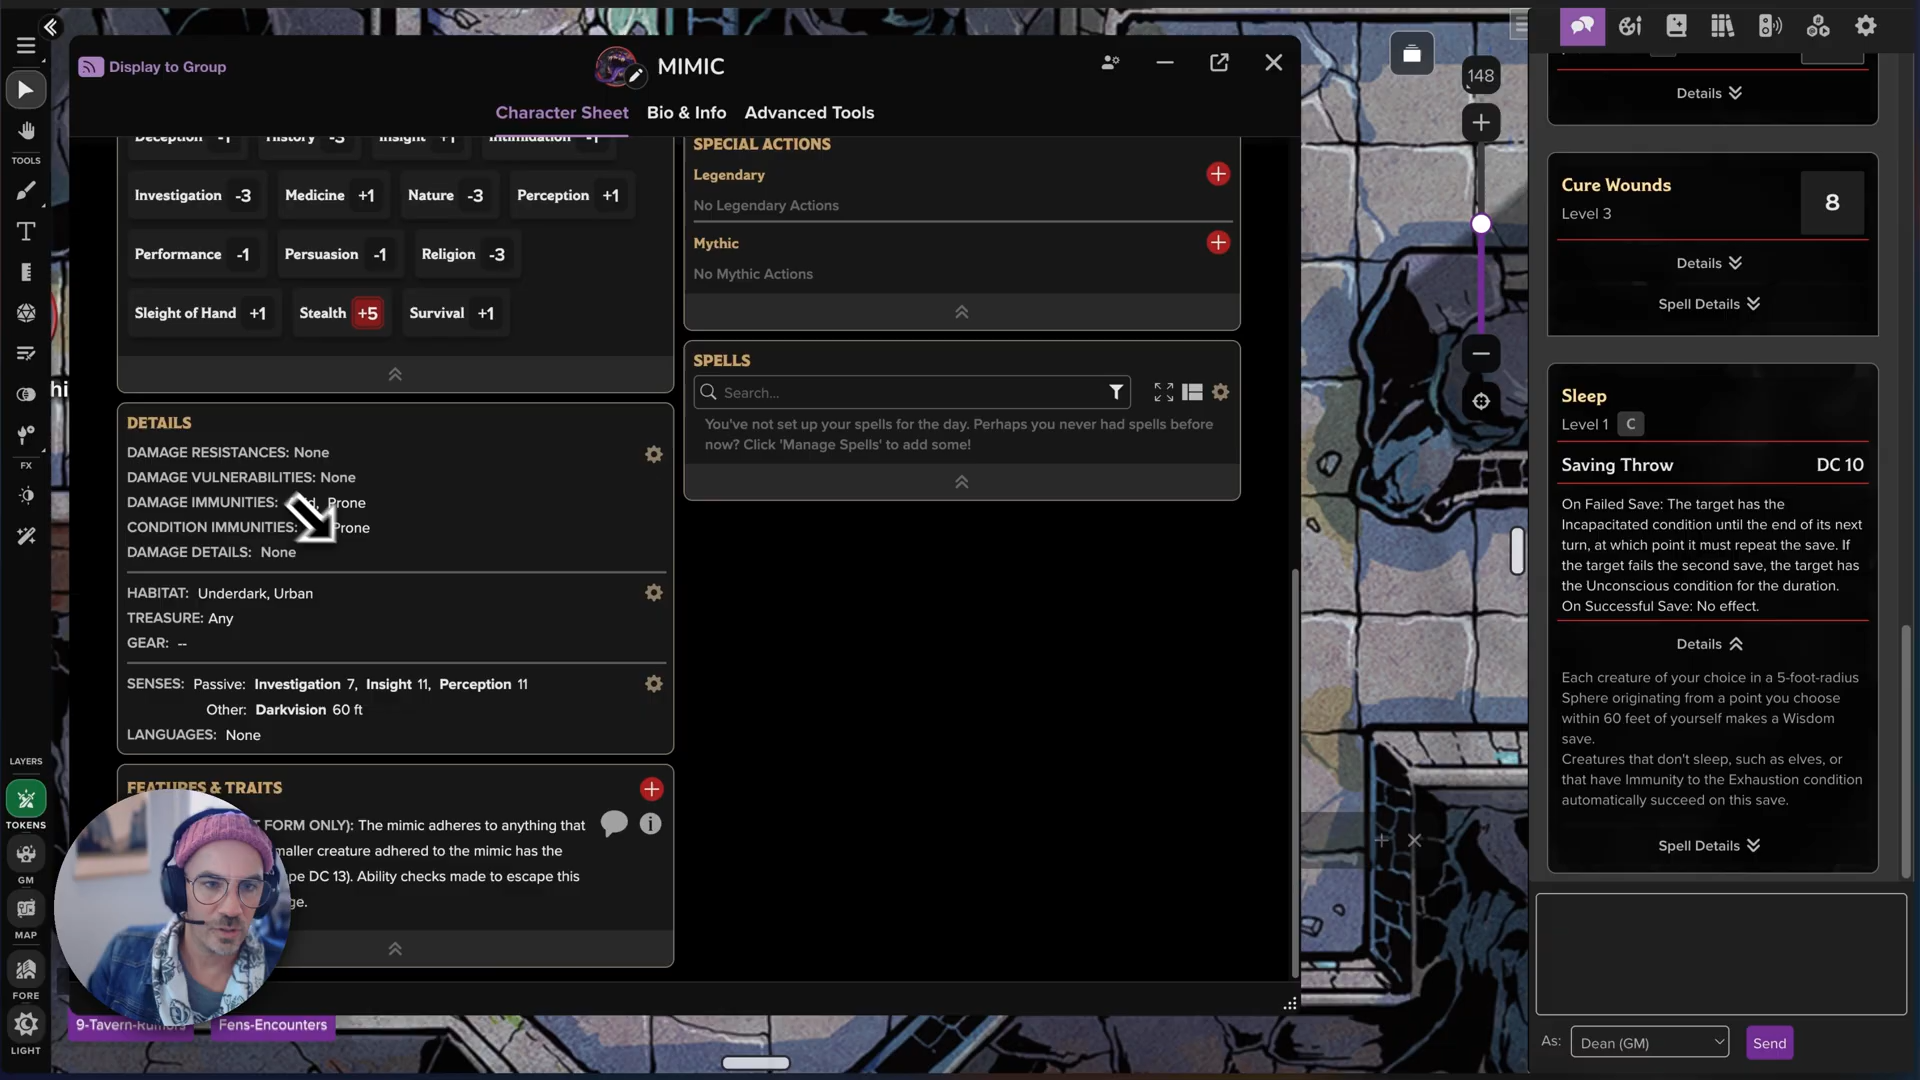 Display to Group
MIMIC
Character Sheet
Bio & Info
Advanced Tools
148
TOOLS
FX
LAYERS
TOKENS
GM
MAP
FORE
LIGHT
Deception -1
History -3
Insight +1
Intimidation -1
Investigation -3
Medicine +1
Nature -3
Perception +1
Performance -1
Persuasion -1
Religion -3
Sleight of Hand +1
Stealth +5
Survival +1
DETAILS
DAMAGE RESISTANCES: None
DAMAGE VULNERABILITIES: None
DAMAGE IMMUNITIES: Prone
CONDITION IMMUNITIES: Prone
DAMAGE DETAILS: None
HABITAT: Underdark, Urban
TREASURE: Any
GEAR: --
SENSES: Passive: Investigation 7, Insight 11, Perception 11
Other: Darkvision 60 ft
LANGUAGES: None
FEATURES & TRAITS
FORM ONLY): The mimic adheres to anything that
creature adhered to the mimic has the
DC 13). Ability checks made to escape this
SPECIAL ACTIONS
Legendary
No Legendary Actions
Mythic
No Mythic Actions
SPELLS
Search...
You've not set up your spells for the day. Perhaps you never had spells before
now? Click 'Manage Spells' to add some!
9-Tavern-Rumors
Fens-Encounters
Details
Cure Wounds
8
Level 3
Details
Spell Details
Sleep
Level 1 C
Saving Throw DC 10
On Failed Save: The target has the
Incapacitated condition until the end of its next
turn, at which point it must repeat the save. If
the target fails the second save, the target has
the Unconscious condition for the duration.
On Successful Save: No effect.
Details
Each creature of your choice in a 5-foot-radius
Sphere originating from a point you choose
within 60 feet of yourself makes a Wisdom
save.
Creatures that don't sleep, such as elves, or
that have Immunity to the Exhaustion condition
automatically succeed on this save.
Spell Details
As: Dean (GM)
Send